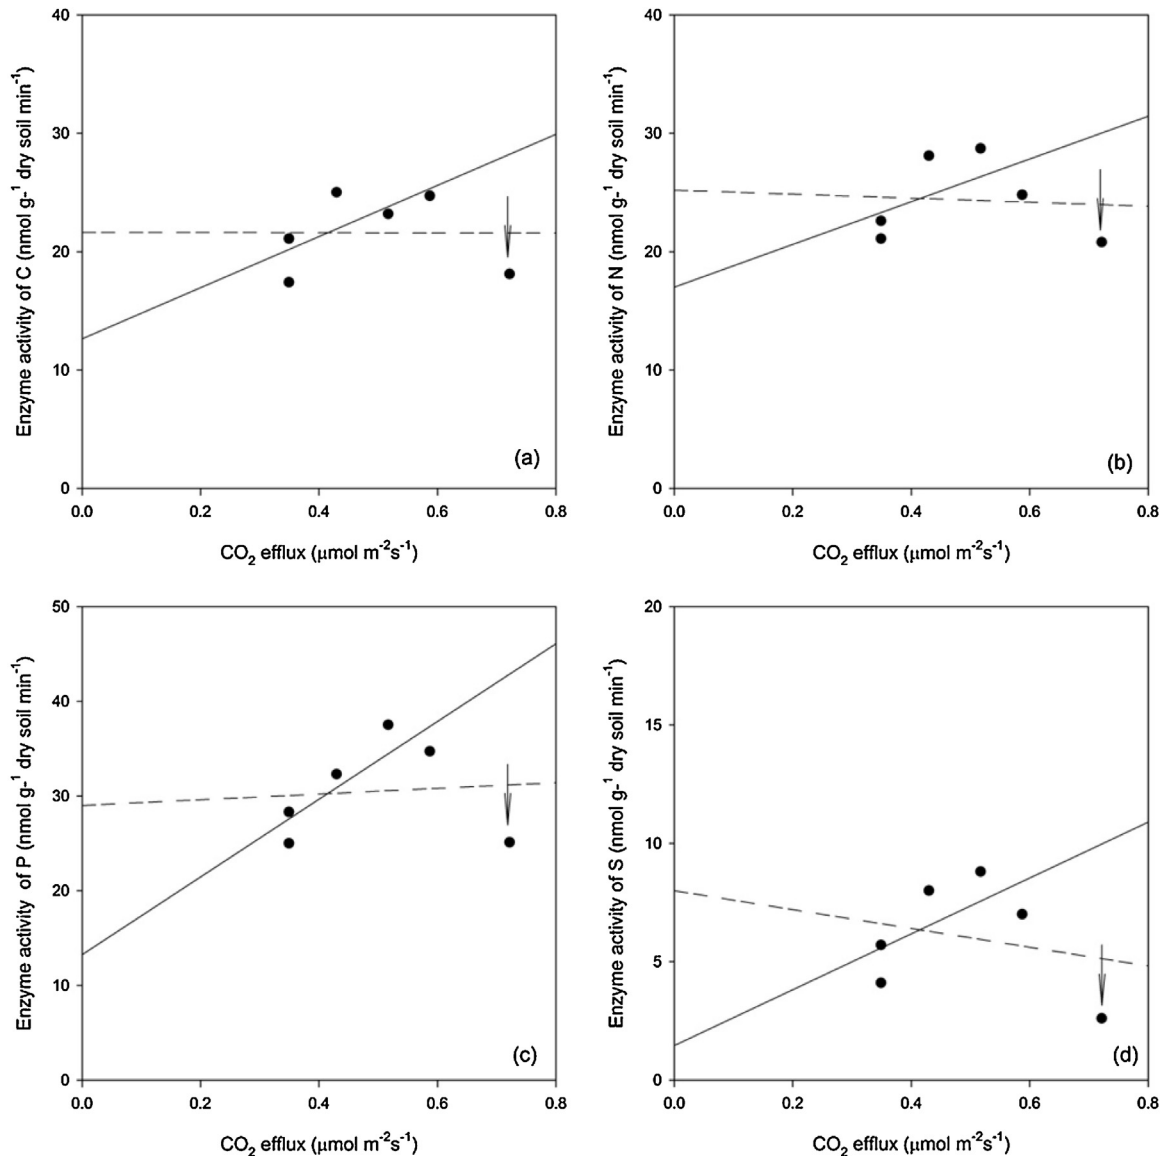 40
30
20
10
0
0.0 0.2 0.4 0.6 0.8
Enzyme activity of C (nmol g-¹ dry soil min⁻¹)
CO₂ efflux (μmol m⁻²s⁻¹)
(a)
40
30
20
10
0
0.0 0.2 0.4 0.6 0.8
Enzyme activity of N (nmol g-¹ dry soil min⁻¹)
CO₂ efflux (μmol m⁻²s⁻¹)
(b)
50
40
30
20
10
0
0.0 0.2 0.4 0.6 0.8
Enzyme activity of P (nmol g-¹ dry soil min⁻¹)
CO₂ efflux (μmol m⁻²s⁻¹)
(c)
20
15
10
5
0
0.0 0.2 0.4 0.6 0.8
Enzyme activity of S (nmol g-¹ dry soil min⁻¹)
CO₂ efflux (μmol m⁻²s⁻¹)
(d)